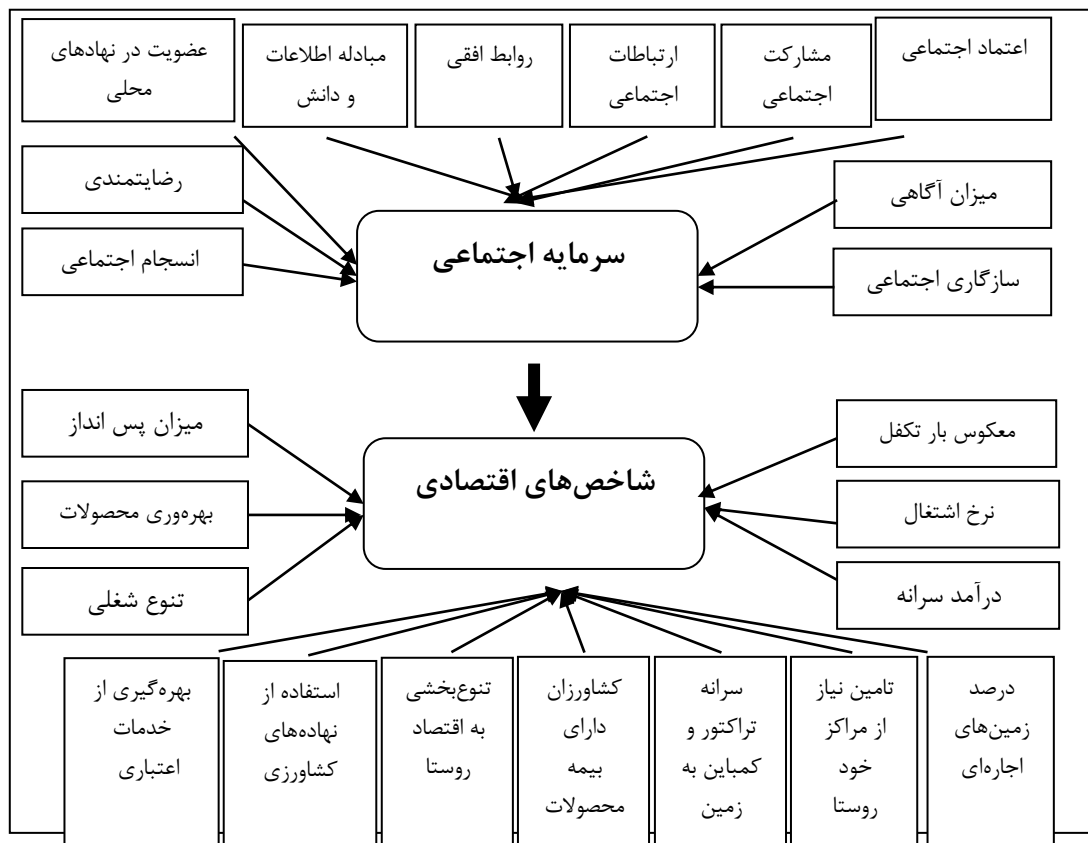 اعتماد اجتماعی
مشارکت
اجتماعی
ارتباطات
اجتماعی
روابط افقی
مبادله اطلاعات
و دانش
عضویت در نهادهای
محلی
میزان آگاهی
سازگاری اجتماعی
رضایتمندی
انسجام اجتماعی
سرمایه اجتماعی
شاخص‌های اقتصادی
معکوس بار تکفل
نرخ اشتغال
درآمد سرانه
میزان پس انداز
بهره‌وری محصولات
تنوع شغلی
درصد
زمین‌های
اجاره‌ای
تامین نیاز
از مراکز
خود
روستا
سرانه
تراکتور و
کمباین به
زمین
کشاورزان
دارای
بیمه
محصولات
تنوع‌بخشی
به اقتصاد
روستا
استفاده از
نهاده‌های
کشاورزی
بهره‌گیری از
خدمات
اعتباری